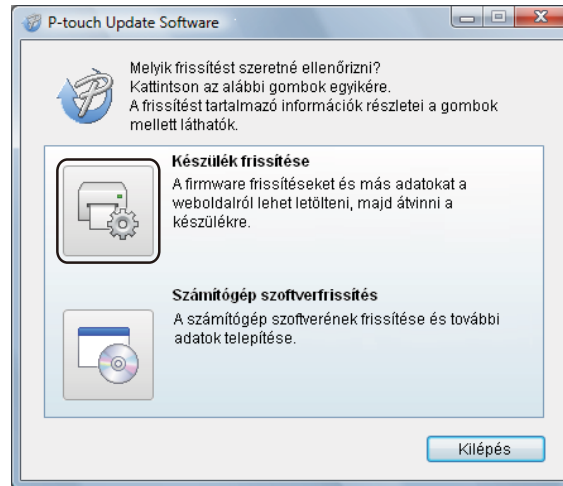 P-touch Update Software
Melyik frissítést szeretné ellenőrizni?
Kattintson az alábbi gombok egyikére.
A frissítést tartalmazó információk részletei a gombok
mellett láthatók.
Készülék frissítése
A firmware frissítéseket és más adatokat a
weboldalról lehet letölteni, majd átvinni a
készülékre.
Számítógép szoftverfrissítés
A számítógép szoftverének frissítése és további
adatok telepítése.
Kilépés